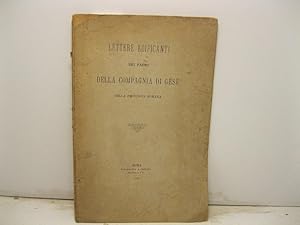 LETTERE EDIFICANTI
DEI PADRI
DELLA COMPAGNIA DI GESÙ
DELLA PROVINCIA ROMANA
ROMA